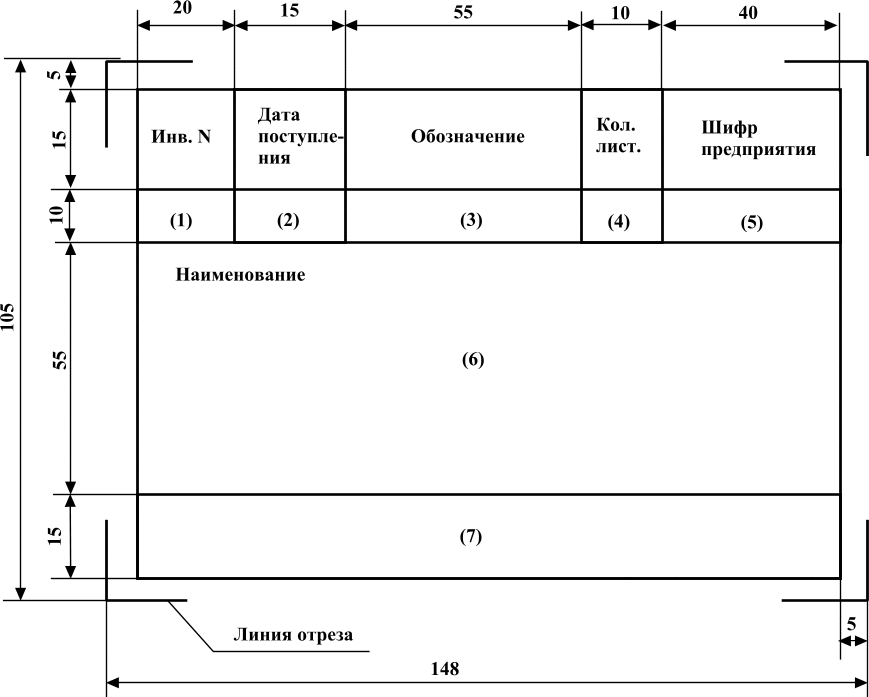 20 15 55 10 40
5
15
Инв. N
Дата
поступле-
ния
Обозначение
Кол.
лист.
Шифр
предприятия
10
(1) (2) (3) (4) (5)
Наименование
105
55
(6)
15
(7)
Линия отреза
5
148